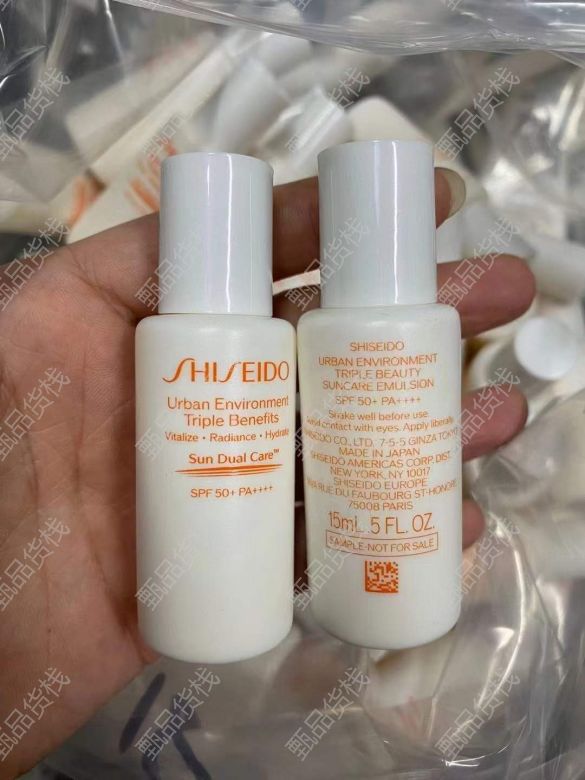 SHISEIDO
Urban Environment
Triple Benefits
Vitalize • Radiance • Hydrate
Sun Dual Care™
SPF 50+ PA++++
SHISEIDO
URBAN ENVIRONMENT
TRIPLE BEAUTY
SUNCARE EMULSION
SPF 50+ PA++++
Shake well before use.
contact with eyes. Apply liberally.
SHISEIDO CO., LTD. 7-5-5 GINZA TOKYO
MADE IN JAPAN
SHISEIDO AMERICAS CORP. DIST.
NEW YORK, NY 10017
SHISEIDO EUROPE
RUE DU FAUBOURG ST-HONORE
75008 PARIS
15mL .5 FL. OZ.
SAMPLE-NOT FOR SALE
甄品货栈